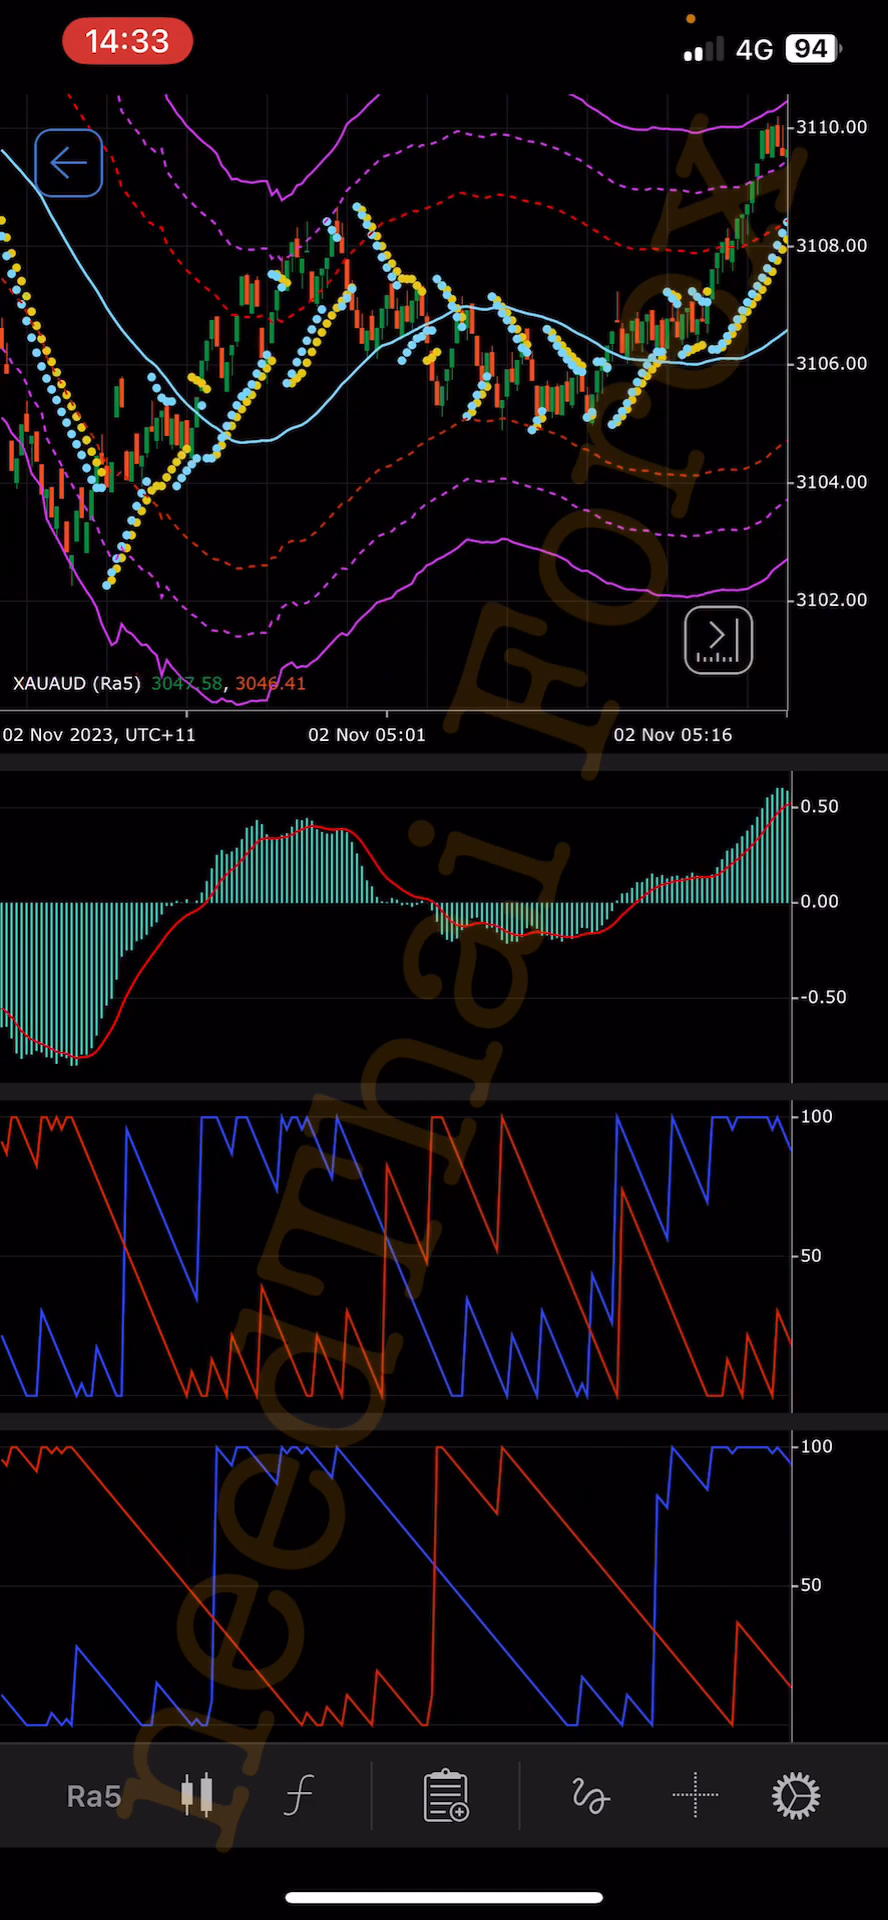 14:33
4G 94
3110.00
3108.00
3106.00
3104.00
3102.00
XAUAUD (Ra5) 3047.58, 3046.41
02 Nov 2023, UTC+11 02 Nov 05:01 02 Nov 05:16
0.50
0.00
-0.50
100
50
100
50
Ra5
needThai Forox